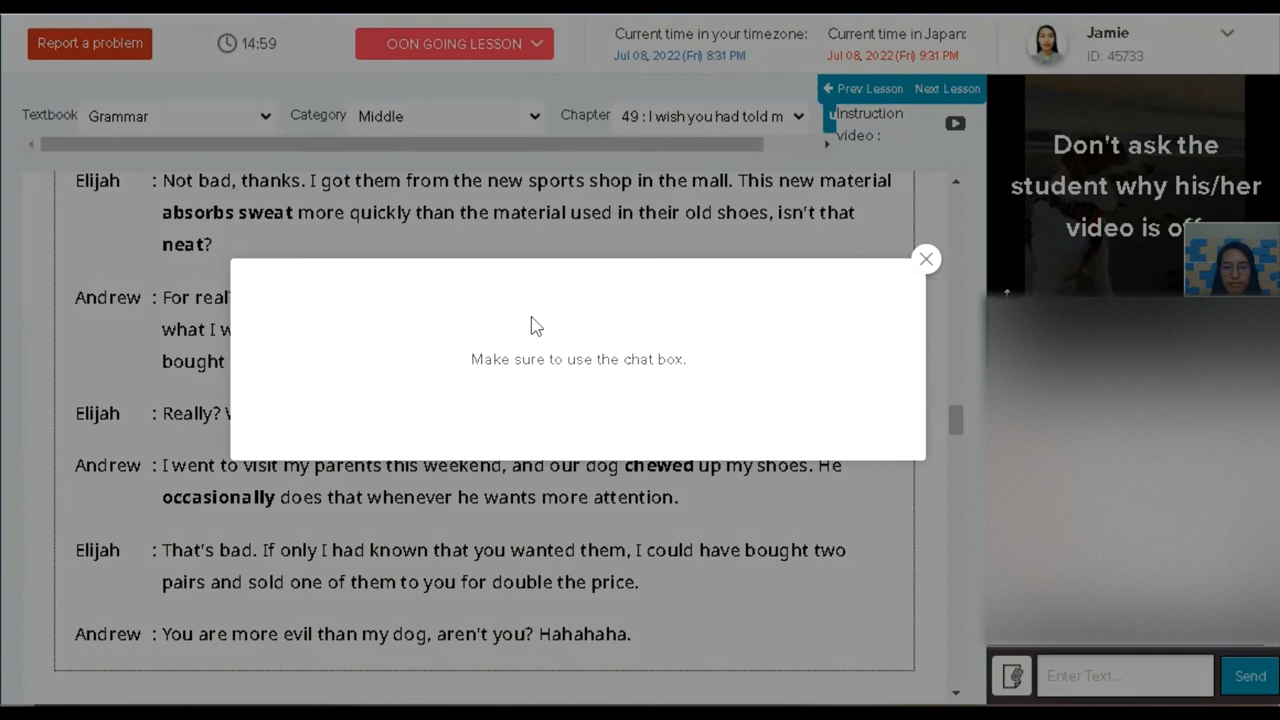 Report a problem
14:59
OON GOING LESSON
Current time in your timezone:
Jul 08, 2022 (Fri) 8:31 PM
Current time in Japan:
Jul 08, 2022 (Fri) 9:31 PM
Jamie
ID: 45733
Prev Lesson Next Lesson
Textbook Grammar
Category Middle
Chapter 49 : I wish you had told m
u
Instruction
video :
Don't ask the
student why his/her
video is of
Elijah : Not bad, thanks. I got them from the new sports shop in the mall. This new material
absorbs sweat more quickly than the material used in their old shoes, isn't that
neat?
Andrew : For real
what I w
bought
Make sure to use the chat box.
Elijah : Really? W
Andrew : I went to visit my parents this weekend, and our dog chewed up my shoes. He
occasionally does that whenever he wants more attention.
Elijah : That's bad. If only I had known that you wanted them, I could have bought two
pairs and sold one of them to you for double the price.
Andrew : You are more evil than my dog, aren't you? Hahahaha.
Enter Text...
Send